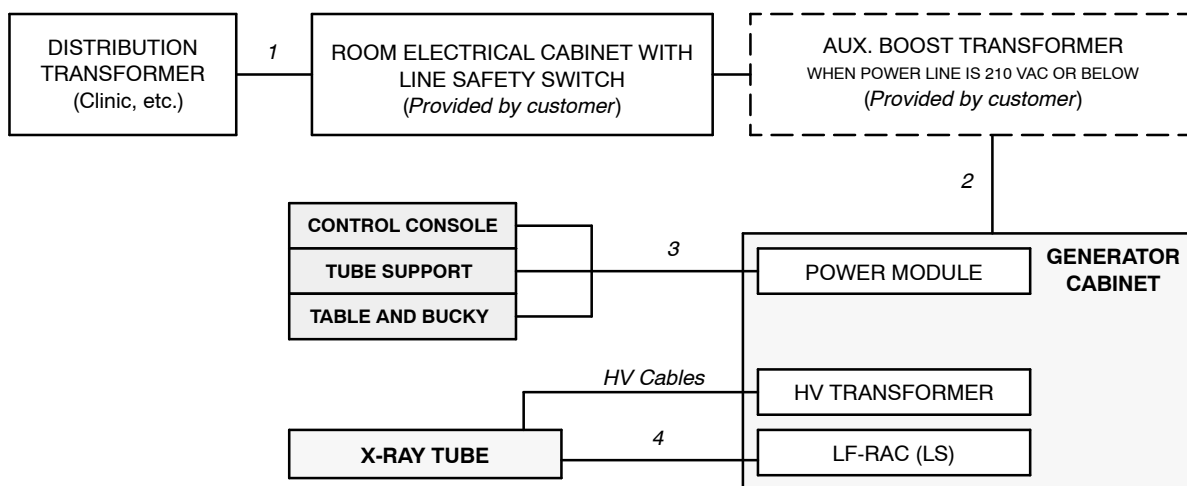 DISTRIBUTION
TRANSFORMER
(Clinic, etc.)
1
ROOM ELECTRICAL CABINET WITH
LINE SAFETY SWITCH
(Provided by customer)
AUX. BOOST TRANSFORMER
WHEN POWER LINE IS 210 VAC OR BELOW
(Provided by customer)
2
CONTROL CONSOLE
TUBE SUPPORT
TABLE AND BUCKY
3
POWER MODULE
GENERATOR
CABINET
HV Cables
HV TRANSFORMER
X-RAY TUBE
4
LF-RAC (LS)